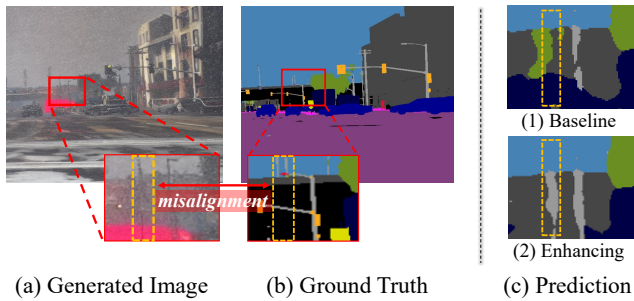 misalignment
(1) Baseline
(2) Enhancing
(a) Generated Image
(b) Ground Truth
(c) Prediction